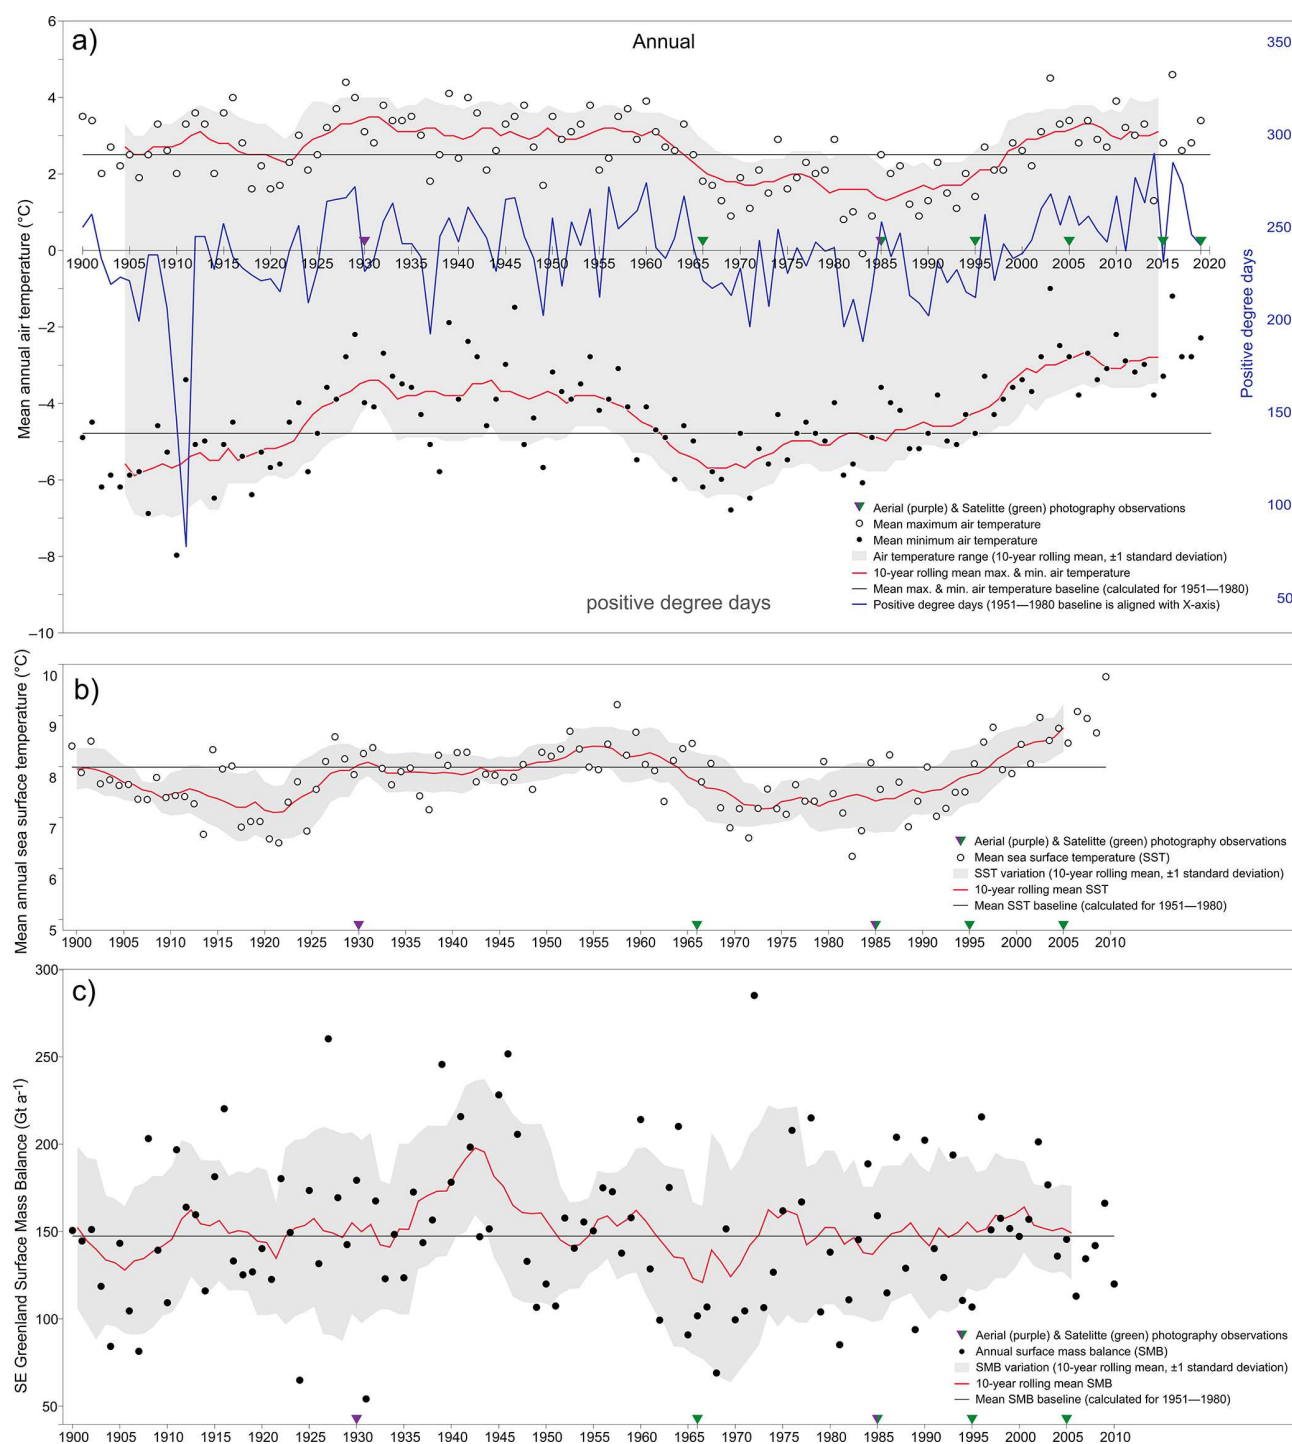 a)
Annual
Mean annual air temperature (°C)
6
4
2
0
–2
–4
–6
–8
–10
1900 1905 1910 1915 1920 1925 1930 1935 1940 1945 1950 1955 1960 1965 1970 1975 1980 1985 1990 1995 2000 2005 2010 2015 2020
350
300
250
200
150
100
50
Positive degree days
Aerial (purple) & Satelitte (green) photography observations
Mean maximum air temperature
Mean minimum air temperature
Air temperature range (10-year rolling mean, ±1 standard deviation)
10-year rolling mean max. & min. air temperature
Mean max. & min. air temperature baseline (calculated for 1951—1980)
Positive degree days (1951—1980 baseline is aligned with X-axis)
positive degree days
b)
Mean annual sea surface temperature (°C)
10
9
8
7
6
5
Aerial (purple) & Satelitte (green) photography observations
Mean sea surface temperature (SST)
SST variation (10-year rolling mean, ±1 standard deviation)
10-year rolling mean SST
Mean SST baseline (calculated for 1951—1980)
1900 1905 1910 1915 1920 1925 1930 1935 1940 1945 1950 1955 1960 1965 1970 1975 1980 1985 1990 1995 2000 2005 2010
c)
SE Greenland Surface Mass Balance (Gt a-1)
300
250
200
150
100
50
Aerial (purple) & Satelitte (green) photography observations
Annual surface mass balance (SMB)
SMB variation (10-year rolling mean, ±1 standard deviation)
10-year rolling mean SMB
Mean SMB baseline (calculated for 1951—1980)
1900 1905 1910 1915 1920 1925 1930 1935 1940 1945 1950 1955 1960 1965 1970 1975 1980 1985 1990 1995 2000 2005 2010